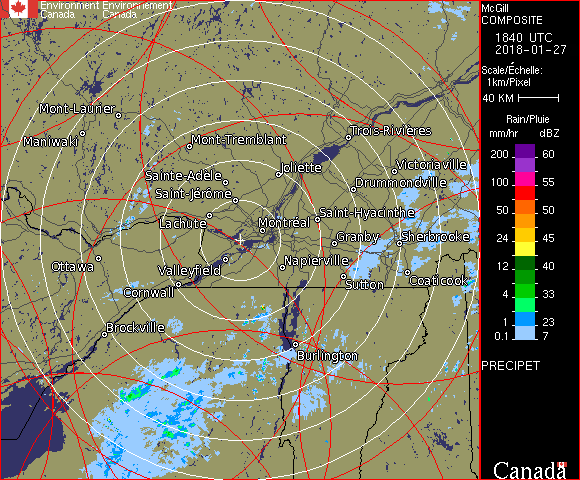 Environment Environnement
Canada Canada
McGill
COMPOSITE
1840 UTC
2018-01-27
Scale/Échelle:
1km/Pixel
40 KM
Rain/Pluie
mm/hr dBZ
200 60
100 55
50 50
24 45
12 40
4 33
1 23
0.1 7
PRECIPET
Canada
Mont-Laurier
Maniwaki
Mont-Tremblant
Trois-Rivières
Sainte-Adèle
Joliette
Victoriaville
Saint-Jérôme
Drummondville
Lachute
Montréal
Saint-Hyacinthe
Granby
Sherbrooke
Ottawa
Valleyfield
Napierville
Cornwall
Sutton
Coaticook
Brockville
Burlington